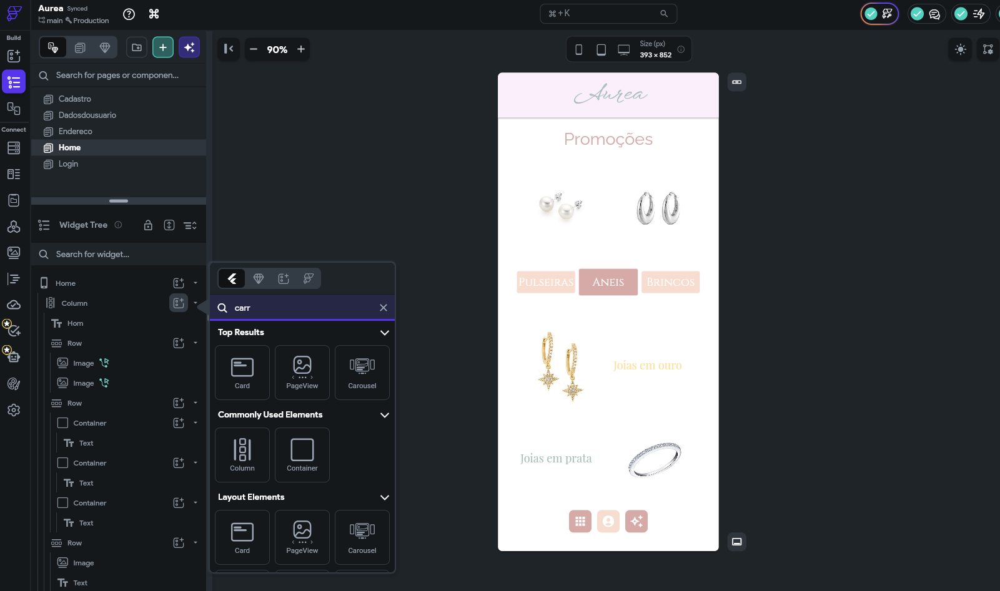 Aurea Synced
main Production
⌘+K
Build
90%
Size (px)
393 × 852
Search for pages or componen...
Cadastro
Dadosdousuario
Endereco
Home
Login
Connect
Widget Tree
Search for widget...
Home
Column
Hom
Row
Image
Image
Row
Container
Text
Container
Text
Container
Text
Row
Image
Text
carr
Top Results
Card
PageView
Carousel
Commonly Used Elements
Column
Container
Layout Elements
Card
PageView
Carousel
Aurea
Promoções
Pulseiras
Aneis
Brincos
Joias em ouro
Joias em prata